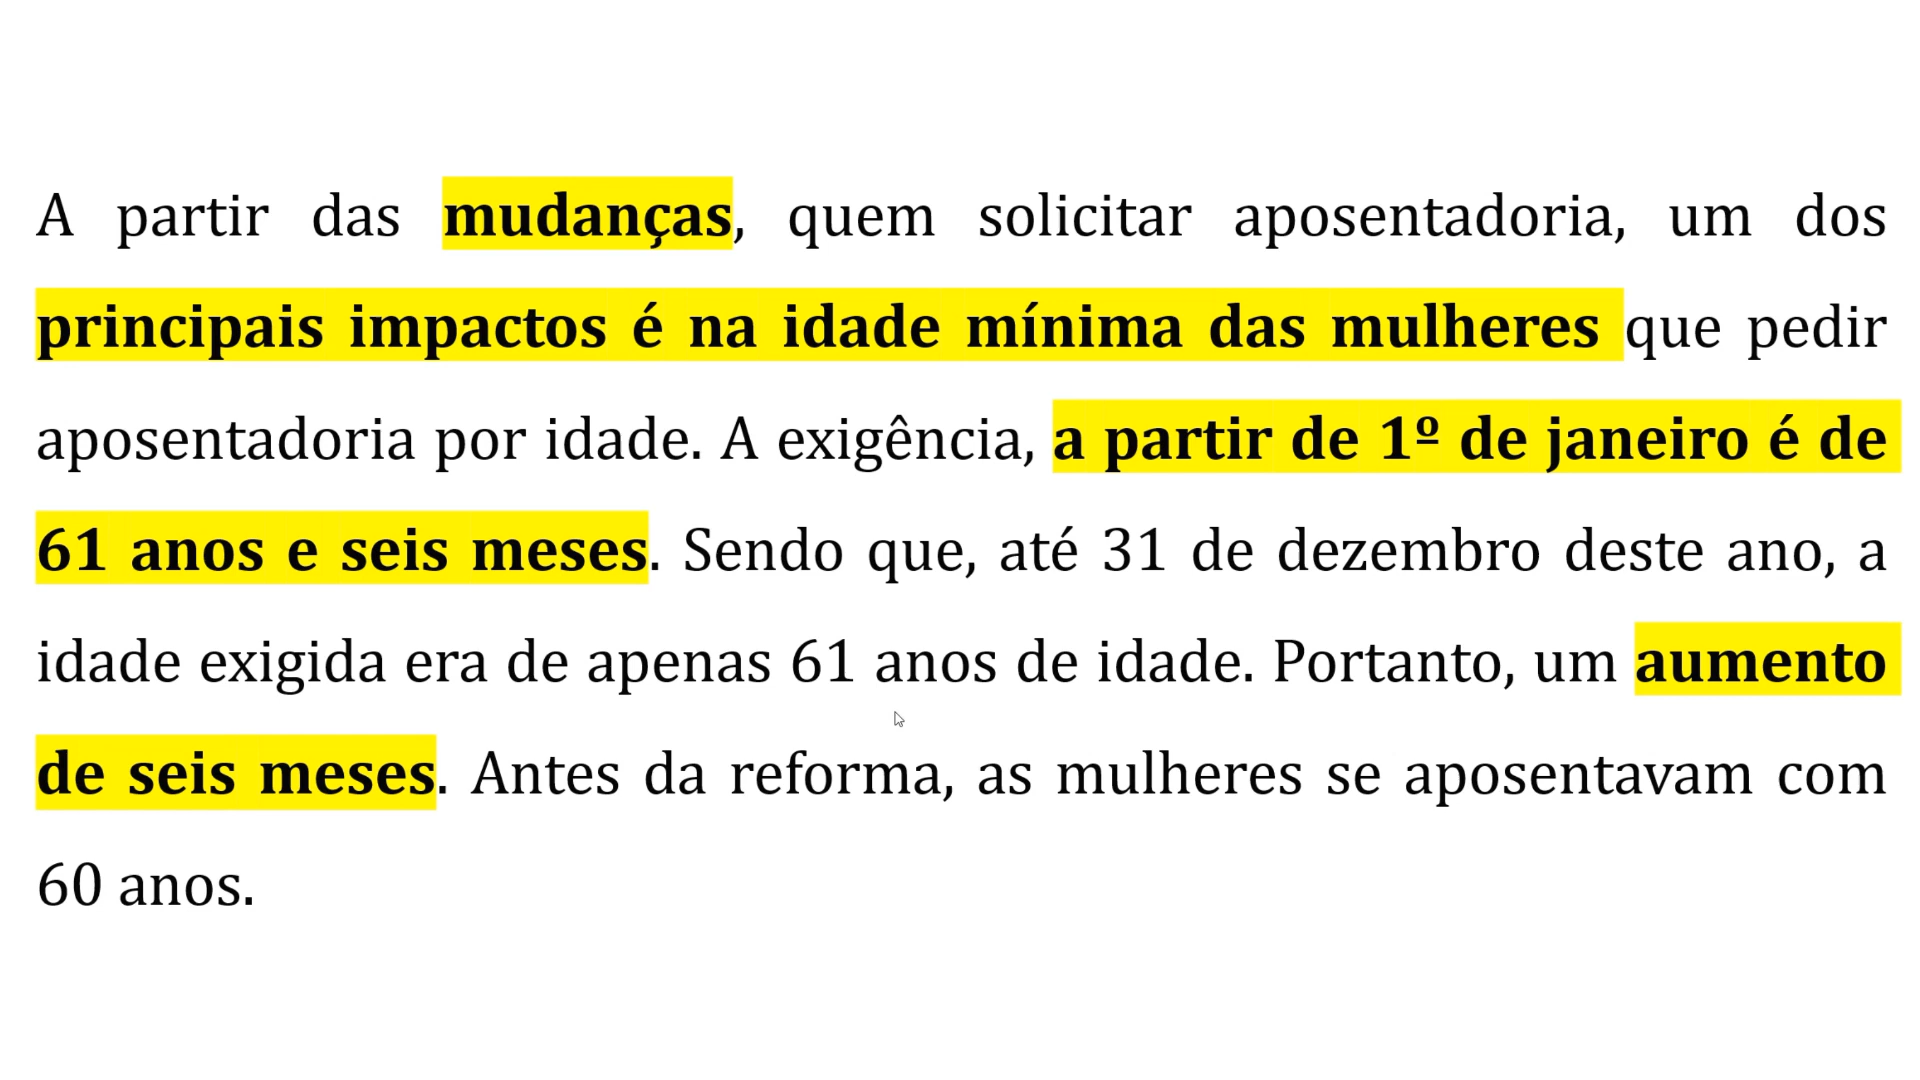 A partir das mudanças, quem solicitar aposentadoria, um dos
principais impactos é na idade mínima das mulheres que pedir
aposentadoria por idade. A exigência, a partir de 1º de janeiro é de
61 anos e seis meses. Sendo que, até 31 de dezembro deste ano, a
idade exigida era de apenas 61 anos de idade. Portanto, um aumento
de seis meses. Antes da reforma, as mulheres se aposentavam com
60 anos.